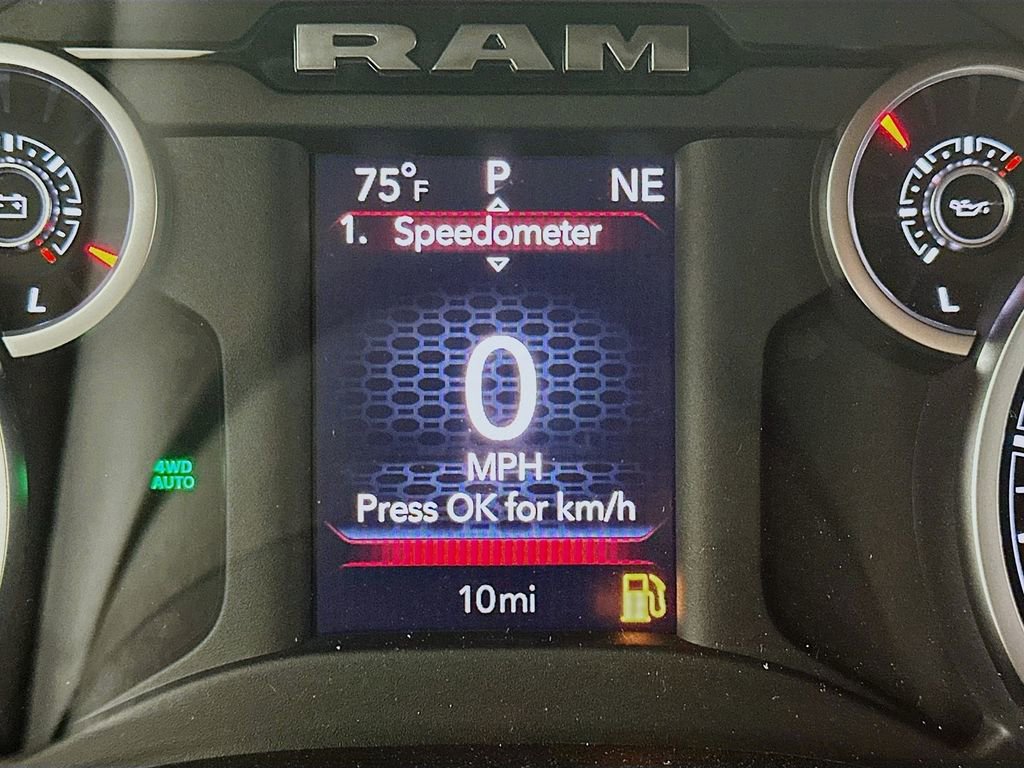 RAM
75°F P NE
1. Speedometer
0
MPH
Press OK for km/h
10mi
4WD
AUTO
L
L